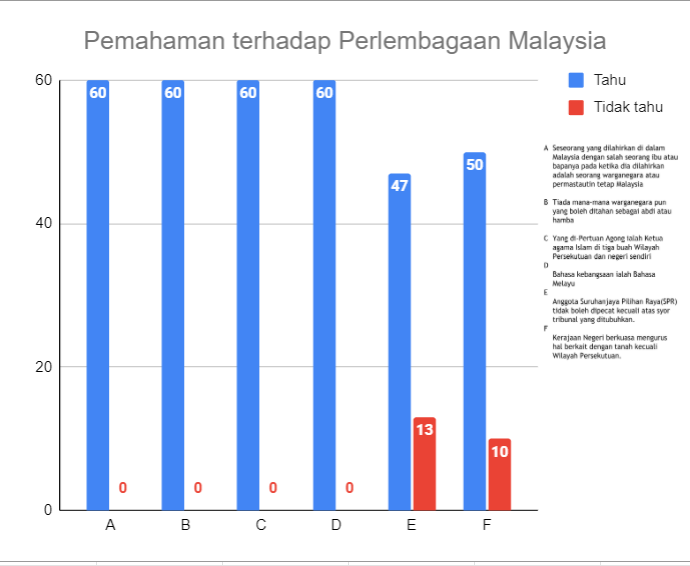 Pemahaman terhadap Perlembagaan Malaysia
Tahu
Tidak tahu
60
40
20
0
60
0
60
0
60
0
60
0
47
13
50
10
A
B
C
D
E
F
A Seseorang yang dilahirkan di dalam
Malaysia dengan salah seorang ibu atau
bapanya pada ketika dia dilahirkan
adalah seorang warganegara atau
permastautin tetap Malaysia
B Tiada mana-mana warganegara pun
yang boleh ditahan sebagai abdi atau
hamba
C Yang di-Pertuan Agong ialah Ketua
agama Islam di tiga buah Wilayah
Persekutuan dan negeri sendiri
D
Bahasa kebangsaan ialah Bahasa
Melayu
E
Anggota Suruhanjaya Pilihan Raya(SPR)
tidak boleh dipecat kecuali atas syor
tribunal yang ditubuhkan.
F
Kerajaan Negeri berkuasa mengurus
hal berkait dengan tanah kecuali
Wilayah Persekutuan.